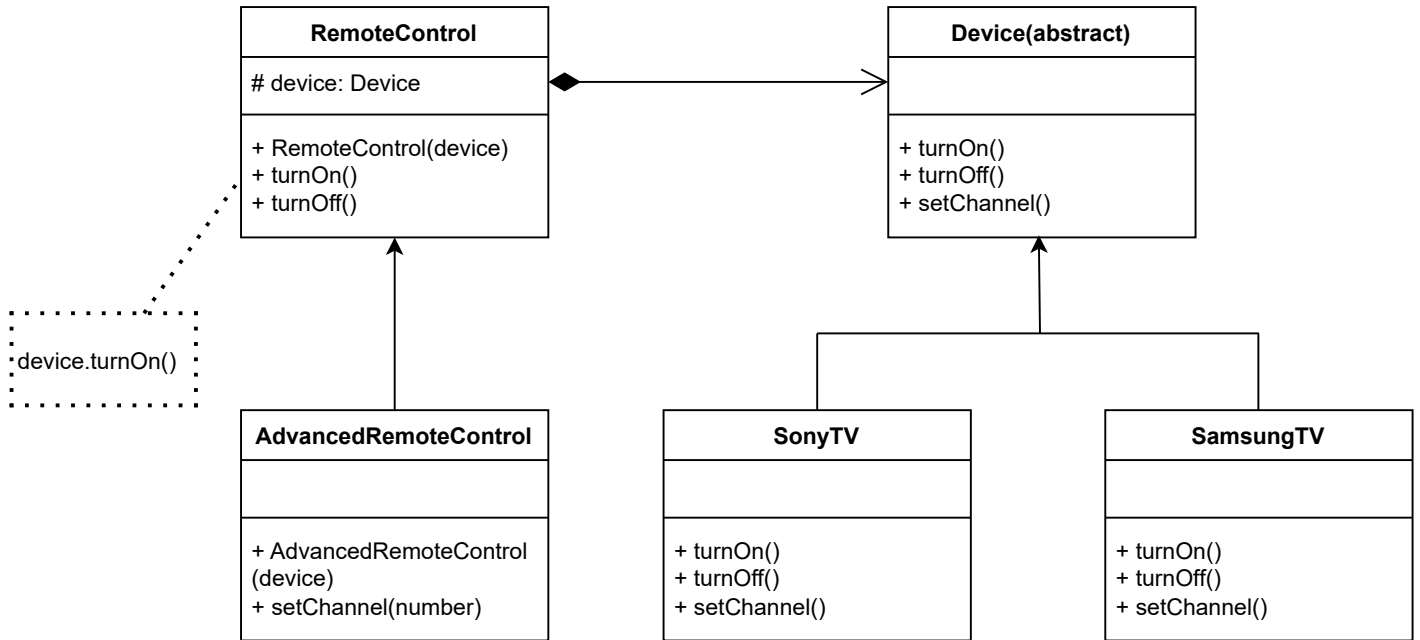 RemoteControl
# device: Device
+ RemoteControl(device)
+ turnOn()
+ turnOff()
Device(abstract)
+ turnOn()
+ turnOff()
+ setChannel()
device.turnOn()
AdvancedRemoteControl
+ AdvancedRemoteControl
(device)
+ setChannel(number)
SonyTV
+ turnOn()
+ turnOff()
+ setChannel()
SamsungTV
+ turnOn()
+ turnOff()
+ setChannel()